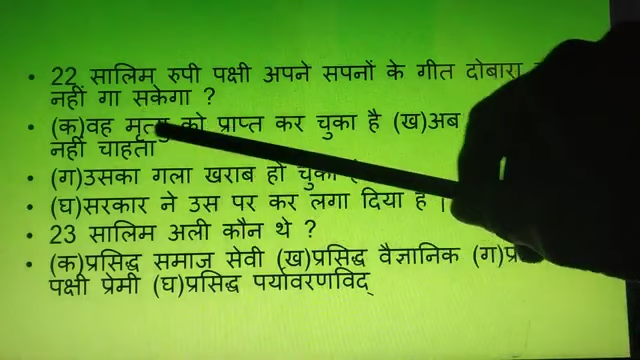 22 सालिम रुपी पक्षी अपने सपनों के गीत दोबारा
नहीं गा सकेगा ?
(क)वह मृत्यु को प्राप्त कर चुका है (ख)अब
नहीं चाहता
(ग)उसका गला खराब हो चुका
(घ)सरकार ने उस पर कर लगा दिया है ।
23 सालिम अली कौन थे ?
(क)प्रसिद्ध समाज सेवी (ख)प्रसिद्ध वैज्ञानिक (ग)
पक्षी प्रेमी (घ)प्रसिद्ध पर्यावरणविद्